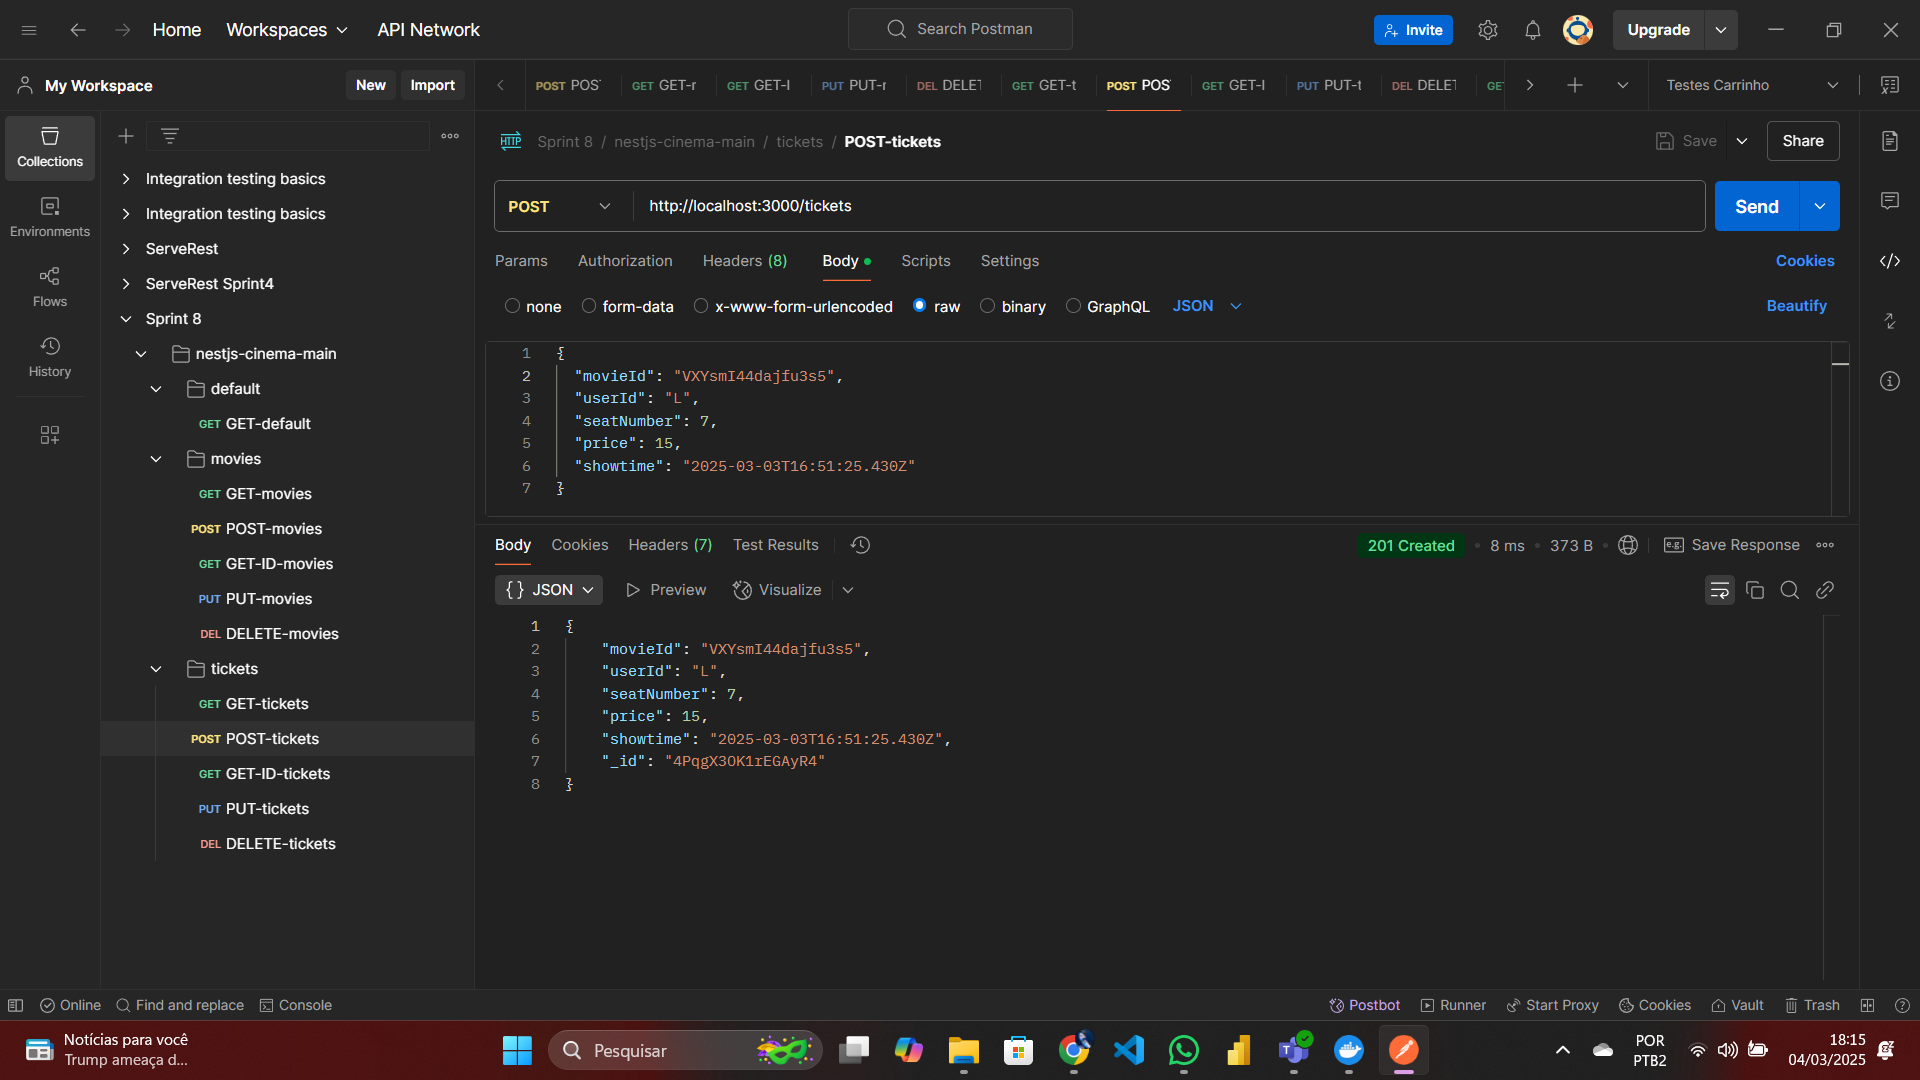 Home
Workspaces
API Network
Search Postman
Invite
Upgrade
My Workspace
New
Import
POST POS
GET GET-r
GET GET-I
PUT PUT-r
DEL DELE
GET GET-t
POST POS
GET GET-I
PUT PUT-t
DEL DELE
GE
Testes Carrinho
Collections
Environments
Flows
History
Integration testing basics
Integration testing basics
ServeRest
ServeRest Sprint4
Sprint 8
nestjs-cinema-main
default
GET GET-default
movies
GET GET-movies
POST POST-movies
GET GET-ID-movies
PUT PUT-movies
DEL DELETE-movies
tickets
GET GET-tickets
POST POST-tickets
GET GET-ID-tickets
PUT PUT-tickets
DEL DELETE-tickets
HTTP Sprint 8 / nestjs-cinema-main / tickets / POST-tickets
Save
Share
POST
http://localhost:3000/tickets
Send
Params
Authorization
Headers (8)
Body
Scripts
Settings
Cookies
none
form-data
x-www-form-urlencoded
raw
binary
GraphQL
JSON
Beautify
1 {
2 "movieId": "VXYsmI44dajfu3s5",
3 "userId": "L",
4 "seatNumber": 7,
5 "price": 15,
6 "showtime": "2025-03-03T16:51:25.430Z"
7 }
Body
Cookies
Headers (7)
Test Results
201 Created
8 ms
373 B
e.g. Save Response
{} JSON
Preview
Visualize
1 {
2 "movieId": "VXYsmI44dajfu3s5",
3 "userId": "L",
4 "seatNumber": 7,
5 "price": 15,
6 "showtime": "2025-03-03T16:51:25.430Z",
7 "_id": "4PqgX3OK1rEGAyR4"
8 }
Online
Find and replace
Console
Postbot
Runner
Start Proxy
Cookies
Vault
Trash
Notícias para você
Trump ameaça d...
Pesquisar
POR
PTB2
18:15
04/03/2025